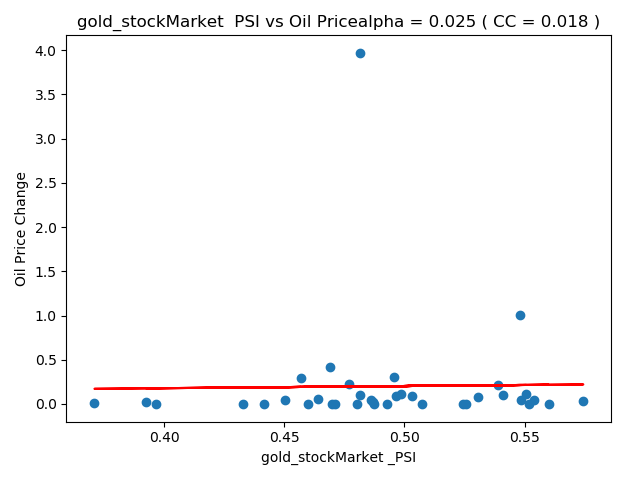 gold_stockMarket  PSI vs Oil Pricealpha = 0.025 ( CC = 0.018 )
4.0
3.5
3.0
2.5
2.0
1.5
1.0
0.5
0.0
Oil Price Change
0.40 0.45 0.50 0.55
gold_stockMarket _PSI